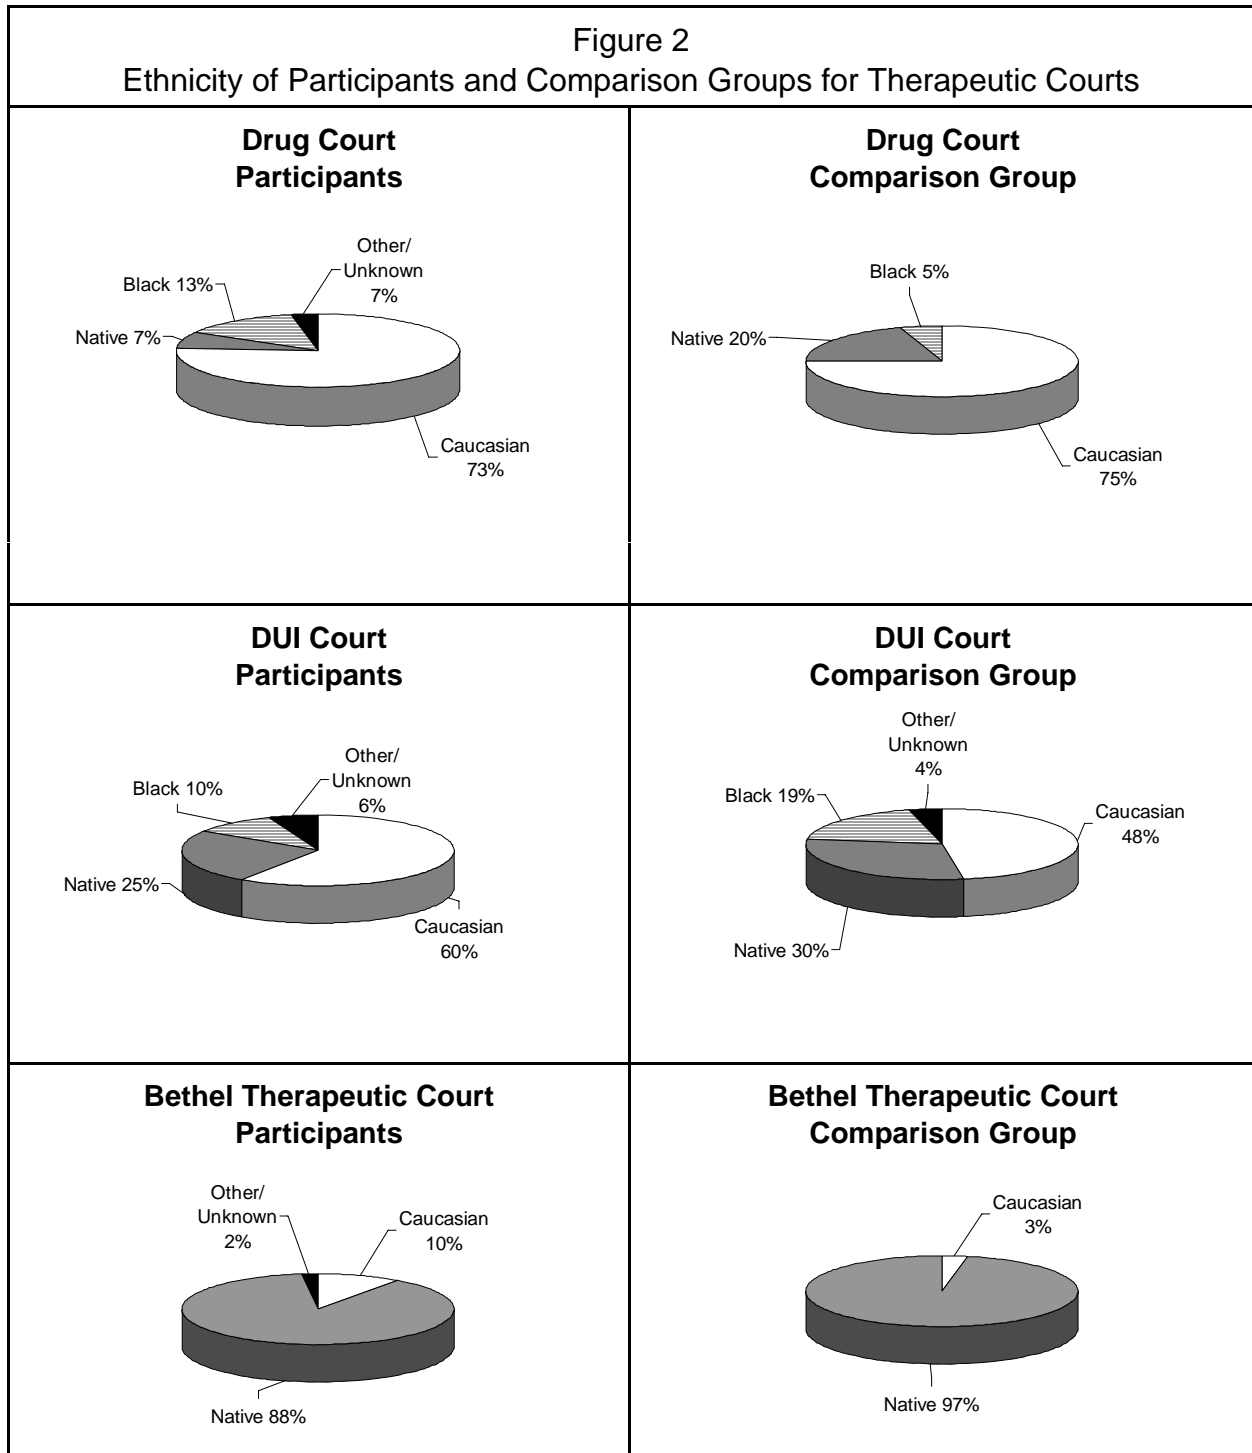 Figure 2
Ethnicity of Participants and Comparison Groups for Therapeutic Courts
Drug Court
Participants
Other/
Unknown
7%
Black 13%
Native 7%
Caucasian
73%
Drug Court
Comparison Group
Black 5%
Native 20%
Caucasian
75%
DUI Court
Participants
Other/
Unknown
6%
Black 10%
Native 25%
Caucasian
60%
DUI Court
Comparison Group
Other/
Unknown
4%
Black 19%
Caucasian
48%
Native 30%
Bethel Therapeutic Court
Participants
Other/
Unknown
2%
Caucasian
10%
Native 88%
Bethel Therapeutic Court
Comparison Group
Caucasian
3%
Native 97%